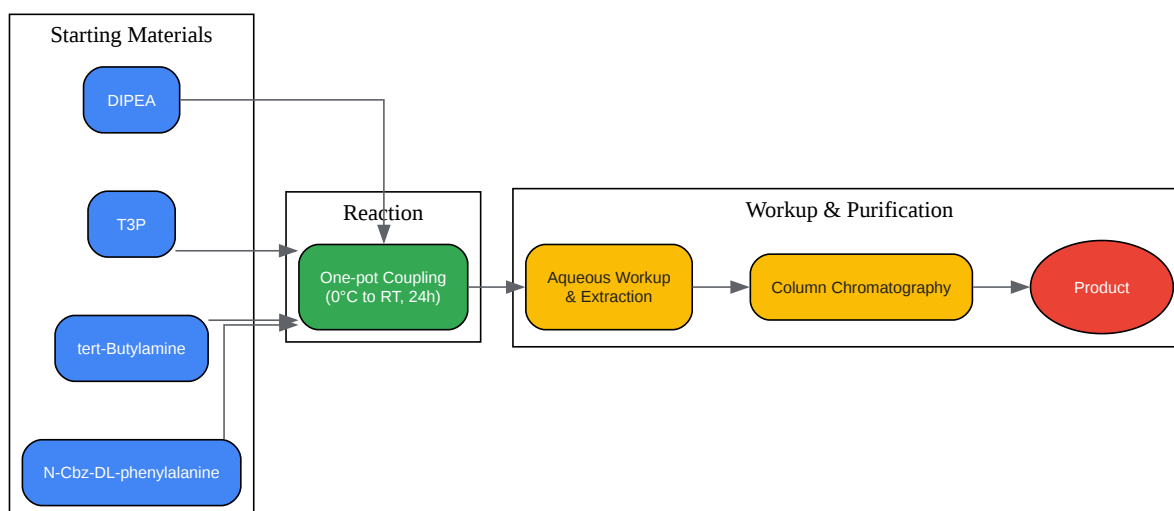 Starting Materials
DIPEA
T3P
tert-Butylamine
N-Cbz-DL-phenylalanine
Reaction
One-pot Coupling
(0°C to RT, 24h)
Workup & Purification
Aqueous Workup
& Extraction
Column Chromatography
Product